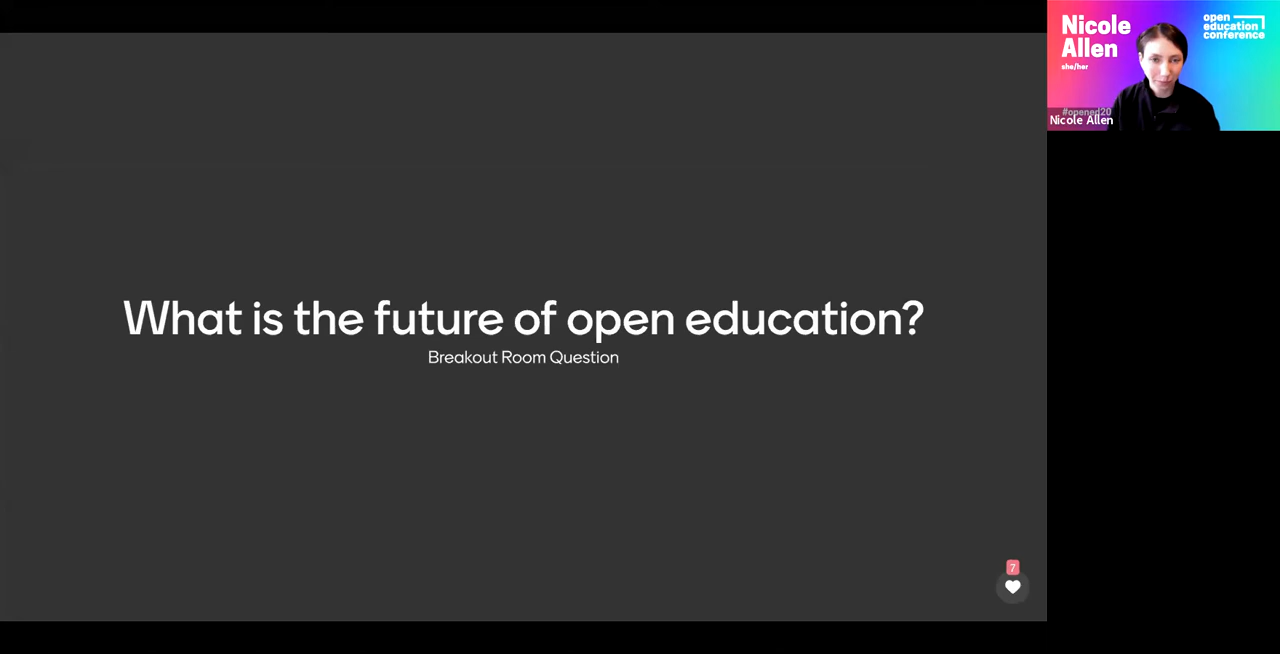 What is the future of open education?
Breakout Room Question
7
Nicole
Allen
she/her
open
education
conference
#opened20
Nicole Allen